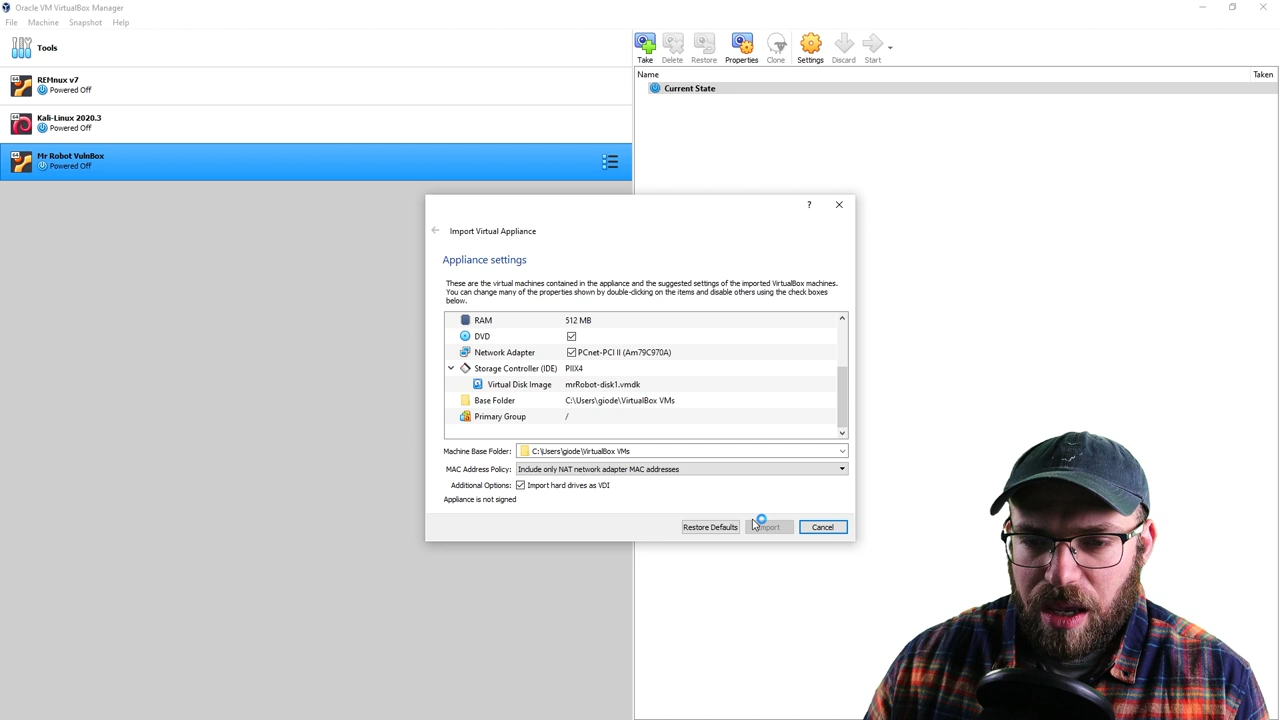 Oracle VM VirtualBox Manager
File Machine Snapshot Help
Tools
REMnux v7
Powered Off
Kali-Linux 2020.3
Powered Off
Mr Robot VulnBox
Powered Off
Take Delete Restore Properties Clone Settings Discard Start
Name Taken
Current State
?
Import Virtual Appliance
Appliance settings
These are the virtual machines contained in the appliance and the suggested settings of the imported VirtualBox machines.
You can change many of the properties shown by double-clicking on the items and disable others using the check boxes
below.
RAM 512 MB
DVD
Network Adapter PCnet-PCI II (Am79C970A)
Storage Controller (IDE) PIIX4
Virtual Disk Image mrRobot-disk1.vmdk
Base Folder C:\Users\giode\VirtualBox VMs
Primary Group /
Machine Base Folder: C:\Users\giode\VirtualBox VMs
MAC Address Policy: Include only NAT network adapter MAC addresses
Additional Options: Import hard drives as VDI
Appliance is not signed
Restore Defaults Import Cancel